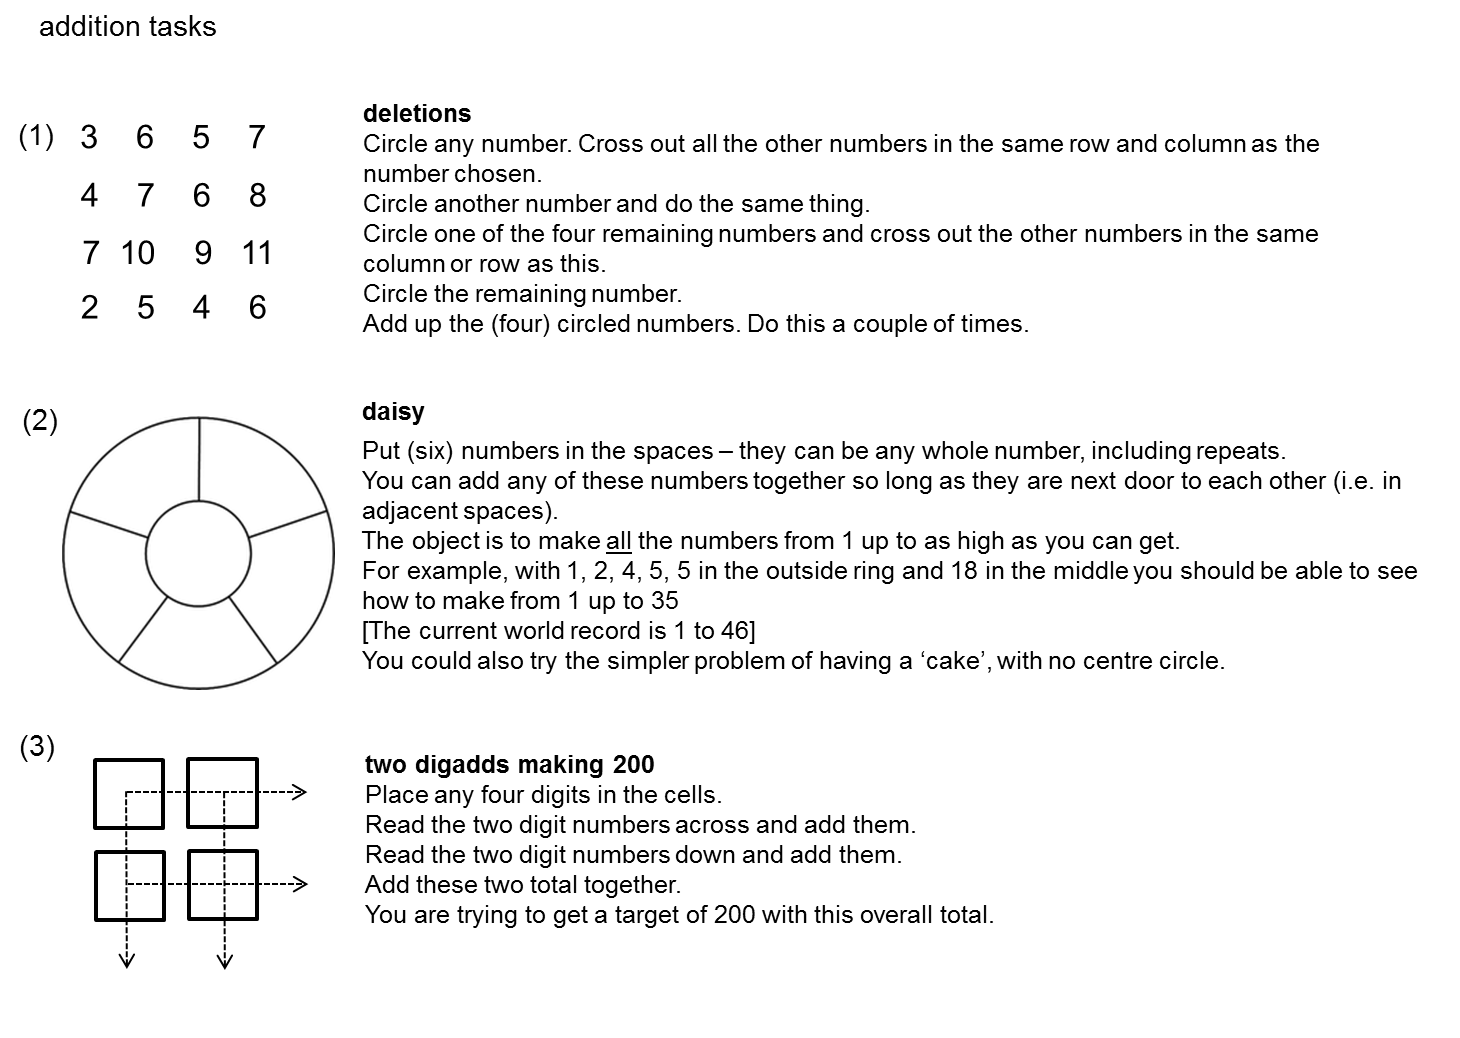 addition tasks
(1) 3 6 5 7
4 7 6 8
7 10 9 11
2 5 4 6
deletions
Circle any number. Cross out all the other numbers in the same row and column as the
number chosen.
Circle another number and do the same thing.
Circle one of the four remaining numbers and cross out the other numbers in the same
column or row as this.
Circle the remaining number.
Add up the (four) circled numbers. Do this a couple of times.
(2)
daisy
Put (six) numbers in the spaces – they can be any whole number, including repeats.
You can add any of these numbers together so long as they are next door to each other (i.e. in
adjacent spaces).
The object is to make all the numbers from 1 up to as high as you can get.
For example, with 1, 2, 4, 5, 5 in the outside ring and 18 in the middle you should be able to see
how to make from 1 up to 35
[The current world record is 1 to 46]
You could also try the simpler problem of having a ‘cake’, with no centre circle.
(3)
two digadds making 200
Place any four digits in the cells.
Read the two digit numbers across and add them.
Read the two digit numbers down and add them.
Add these two total together.
You are trying to get a target of 200 with this overall total.